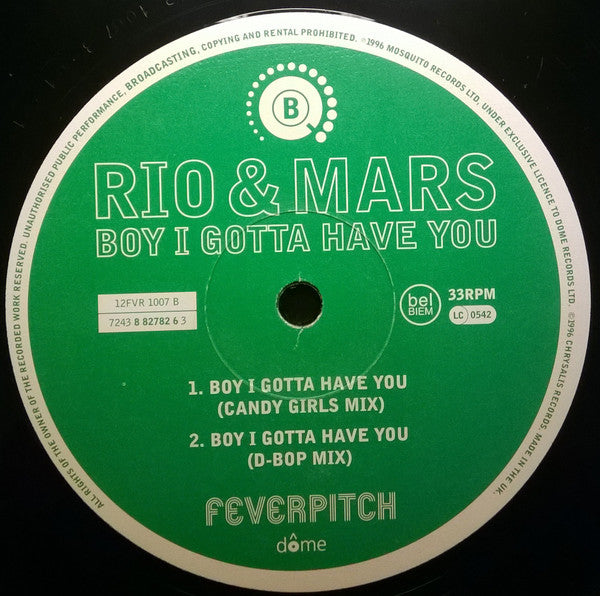 ALL RIGHTS OF THE OWNER OF THE RECORDED WORK RESERVED. UNAUTHORISED PUBLIC PERFORMANCE, BROADCASTING, COPYING AND RENTAL PROHIBITED. ℗1996 MOSQUITO RECORDS LTD. UNDER EXCLUSIVE LICENCE TO DOME RECORDS LTD. ©1996 CHRYSALIS RECORDS. MADE IN THE UK.
B
RIO & MARS
BOY I GOTTA HAVE YOU
12FVR 1007 B
7243 8 82782 6 3
bel
BIEM
33RPM
LC 0542
1. BOY I GOTTA HAVE YOU
(CANDY GIRLS MIX)
2. BOY I GOTTA HAVE YOU
(D-BOP MIX)
FEVERPITCH
dôme